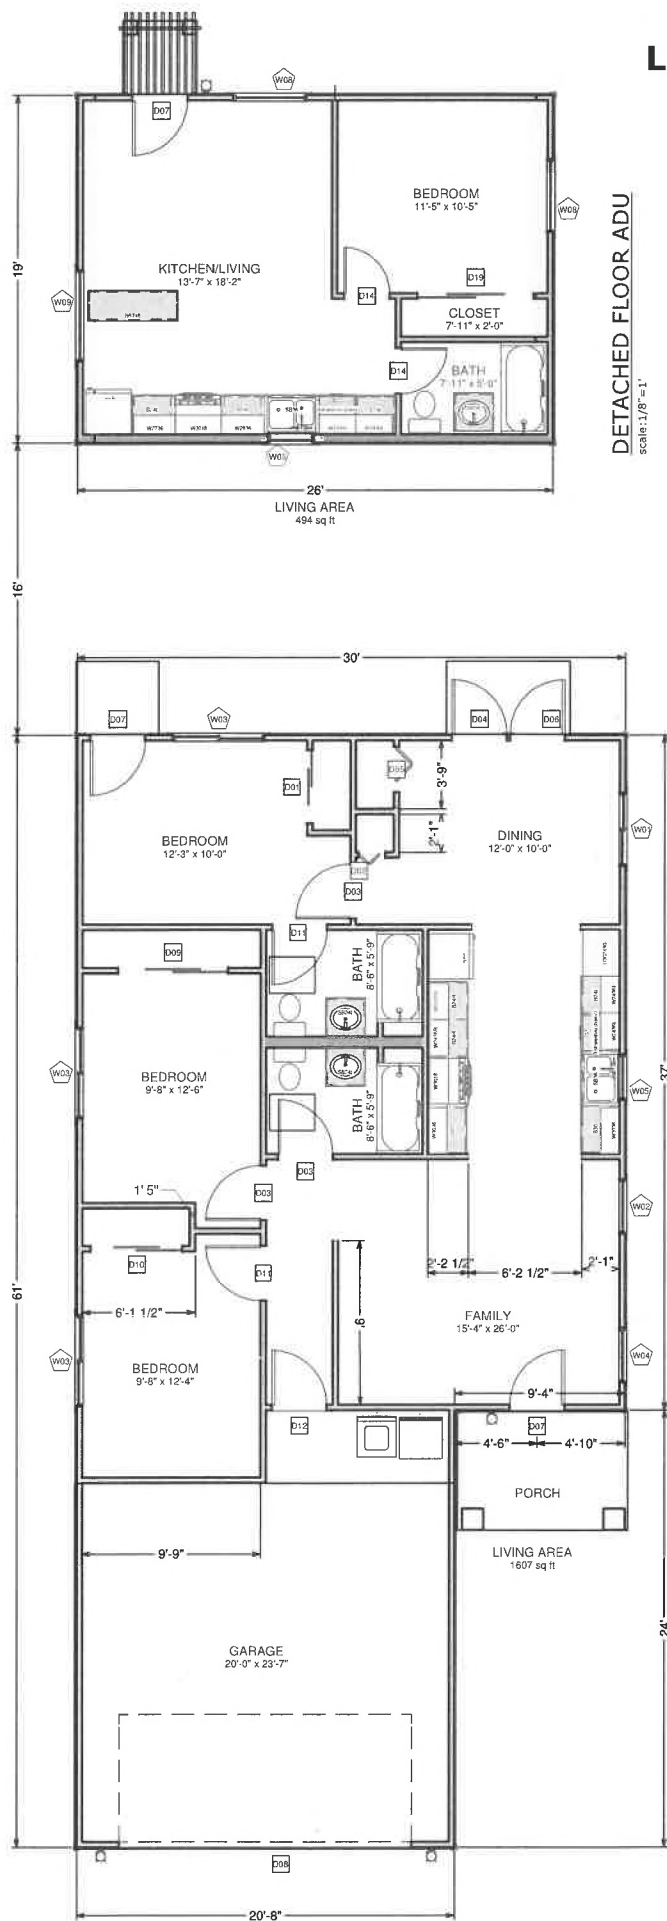 L
D07
W08
BEDROOM
11'-5" x 10'-5"
W08
DETACHED FLOOR ADU
scale:1/8"=1'
19'
KITCHEN/LIVING
13'-7" x 18'-2"
D19
D14
W09
CLOSET
7'-11" x 2'-0"
D14
BATH
7'-11" x 5'-0"
26'
LIVING AREA
494 sq ft
16'
30'
D07
W03
D04
D06
D01
3'-9"
BEDROOM
12'-3" x 10'-0"
2'-1"
DINING
12'-0" x 10'-0"
W01
D03
D11
D09
BATH
8'-6" x 5'-9"
W03
BEDROOM
9'-8" x 12'-6"
37'
W05
BATH
8'-6" x 5'-9"
D03
1' 5"
D03
W02
D10
D11
2'-2 1/2"
6'-2 1/2"
2'-1"
61'
6'-1 1/2"
9'
FAMILY
15'-4" x 26'-0"
W03
BEDROOM
9'-8" x 12'-4"
W04
9'-4"
D12
D07
4'-6"
4'-10"
PORCH
9'-9"
LIVING AREA
1607 sq ft
24'
GARAGE
20'-0" x 23'-7"
D08
20'-8"